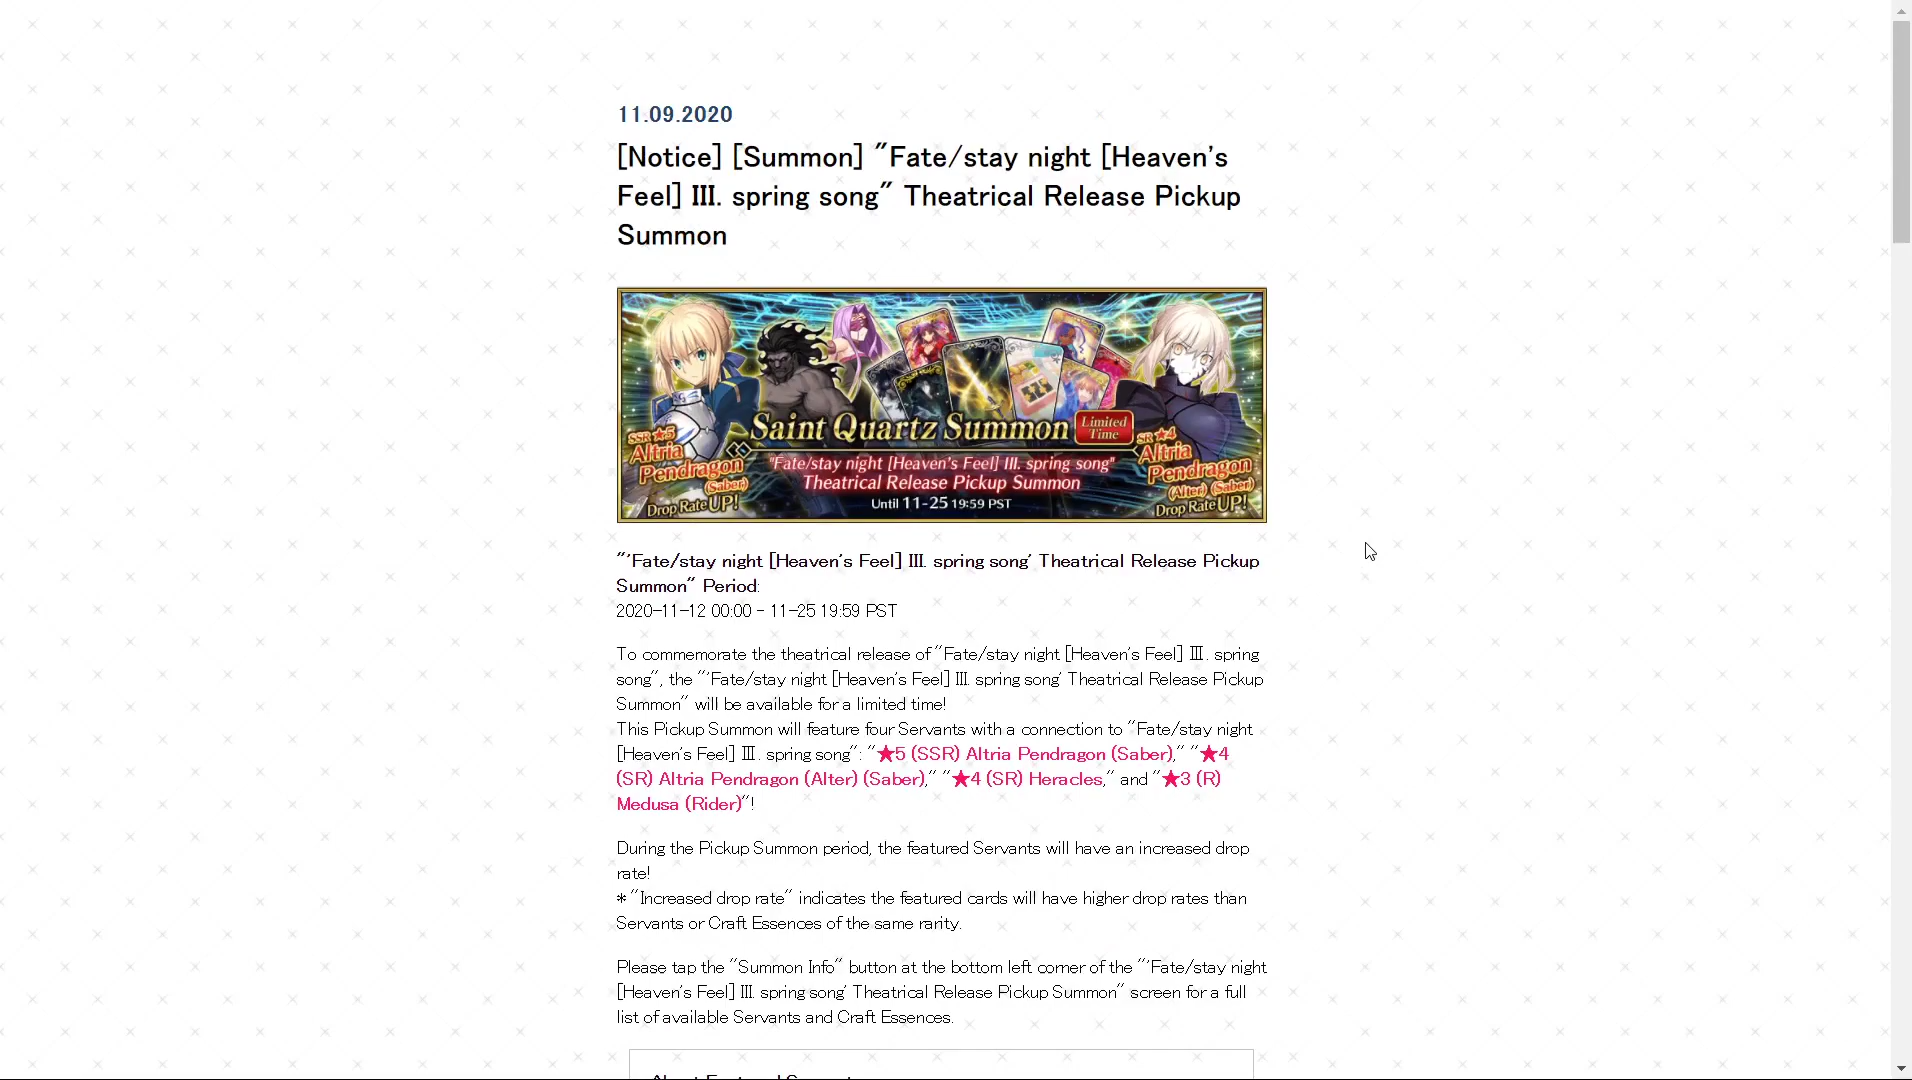 11.09.2020
[Notice] [Summon] "Fate/stay night [Heaven's
Feel] III. spring song" Theatrical Release Pickup
Summon
Saint Quartz Summon
Limited
Time
SSR ★5
Altria
Pendragon
(Saber)
Drop Rate UP!
"Fate/stay night [Heaven's Feel] III. spring song"
Theatrical Release Pickup Summon
Until 11-25 19:59 PST
SR ★4
Altria
Pendragon
(Alter) (Saber)
Drop Rate UP!
"'Fate/stay night [Heaven's Feel] III. spring song' Theatrical Release Pickup
Summon" Period:
2020-11-12 00:00 - 11-25 19:59 PST
To commemorate the theatrical release of "Fate/stay night [Heaven's Feel] Ⅲ. spring
song", the "'Fate/stay night [Heaven's Feel] III. spring song' Theatrical Release Pickup
Summon" will be available for a limited time!
This Pickup Summon will feature four Servants with a connection to "Fate/stay night
[Heaven's Feel] Ⅲ. spring song": "★5 (SSR) Altria Pendragon (Saber)," "★4
(SR) Altria Pendragon (Alter) (Saber)," "★4 (SR) Heracles," and "★3 (R)
Medusa (Rider)"!
During the Pickup Summon period, the featured Servants will have an increased drop
rate!
* "Increased drop rate" indicates the featured cards will have higher drop rates than
Servants or Craft Essences of the same rarity.
Please tap the "Summon Info" button at the bottom left corner of the "'Fate/stay night
[Heaven's Feel] III. spring song' Theatrical Release Pickup Summon" screen for a full
list of available Servants and Craft Essences.